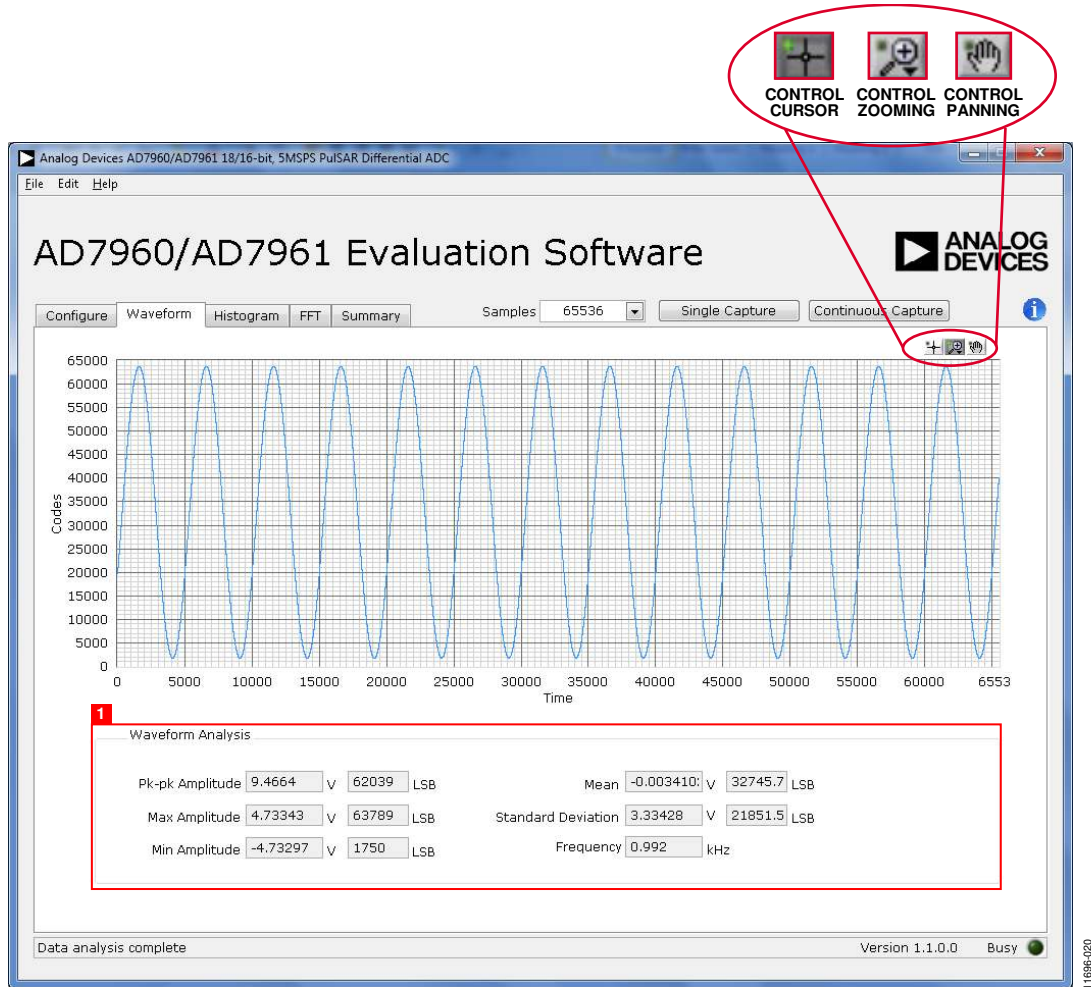 CONTROL CURSOR
CONTROL ZOOMING
CONTROL PANNING
Analog Devices AD7960/AD7961 18/16-bit, 5MSPS PulSAR Differential ADC
File Edit Help
AD7960/AD7961 Evaluation Software
ANALOG DEVICES
Configure Waveform Histogram FFT Summary Samples 65536 Single Capture Continuous Capture
65000
60000
55000
50000
45000
40000
35000
30000
25000
20000
15000
10000
5000
0
Codes
0 5000 10000 15000 20000 25000 30000 35000 40000 45000 50000 55000 60000 6553
Time
1
Waveform Analysis
Pk-pk Amplitude 9.4664 V 62039 LSB Mean -0.003410: V 32745.7 LSB
Max Amplitude 4.73343 V 63789 LSB Standard Deviation 3.33428 V 21851.5 LSB
Min Amplitude -4.73297 V 1750 LSB Frequency 0.992 kHz
Data analysis complete Version 1.1.0.0 Busy
11696-020